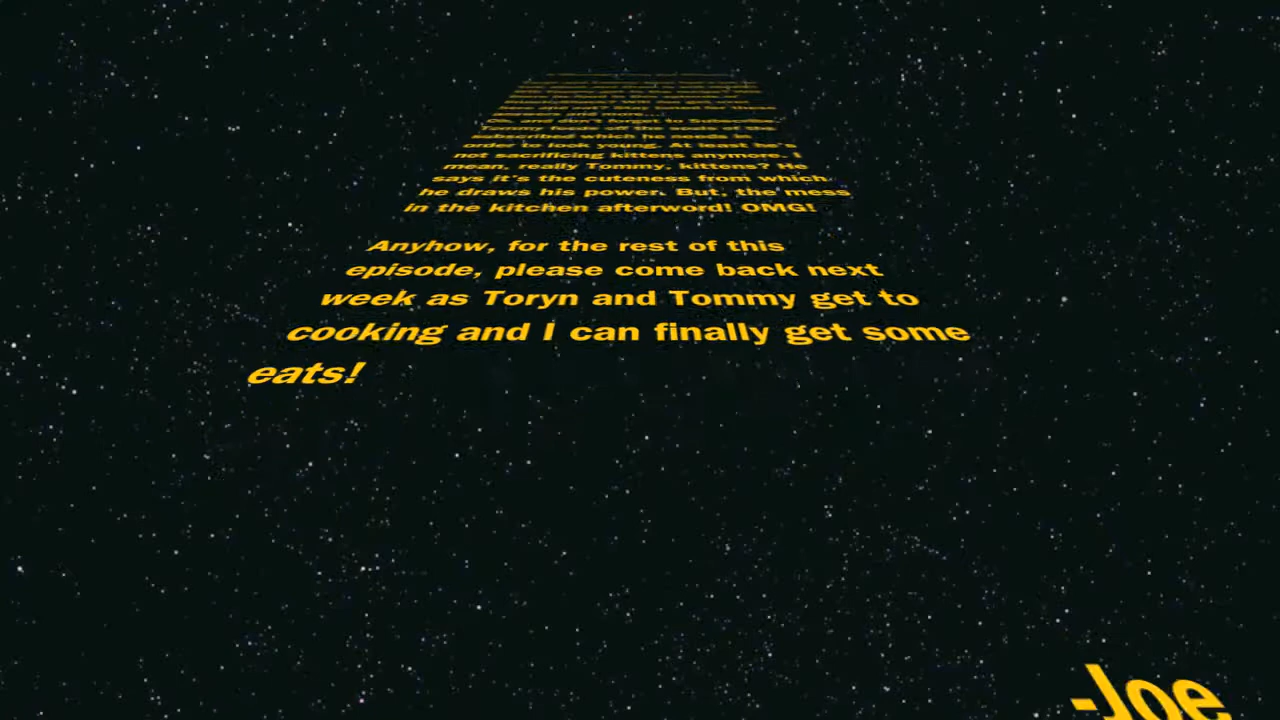 answers and more....
Oh, and don't forget to Subscribe.
Tommy feeds off the souls of the
subscribed which he needs in
order to look young. At least he's
not sacrificing kittens anymore. I
mean, really Tommy, kittens? He
says it's the cuteness from which
he draws his power. But, the mess
in the kitchen afterword! OMG!
Anyhow, for the rest of this
episode, please come back next
week as Toryn and Tommy get to
cooking and I can finally get some
eats!
-Joe